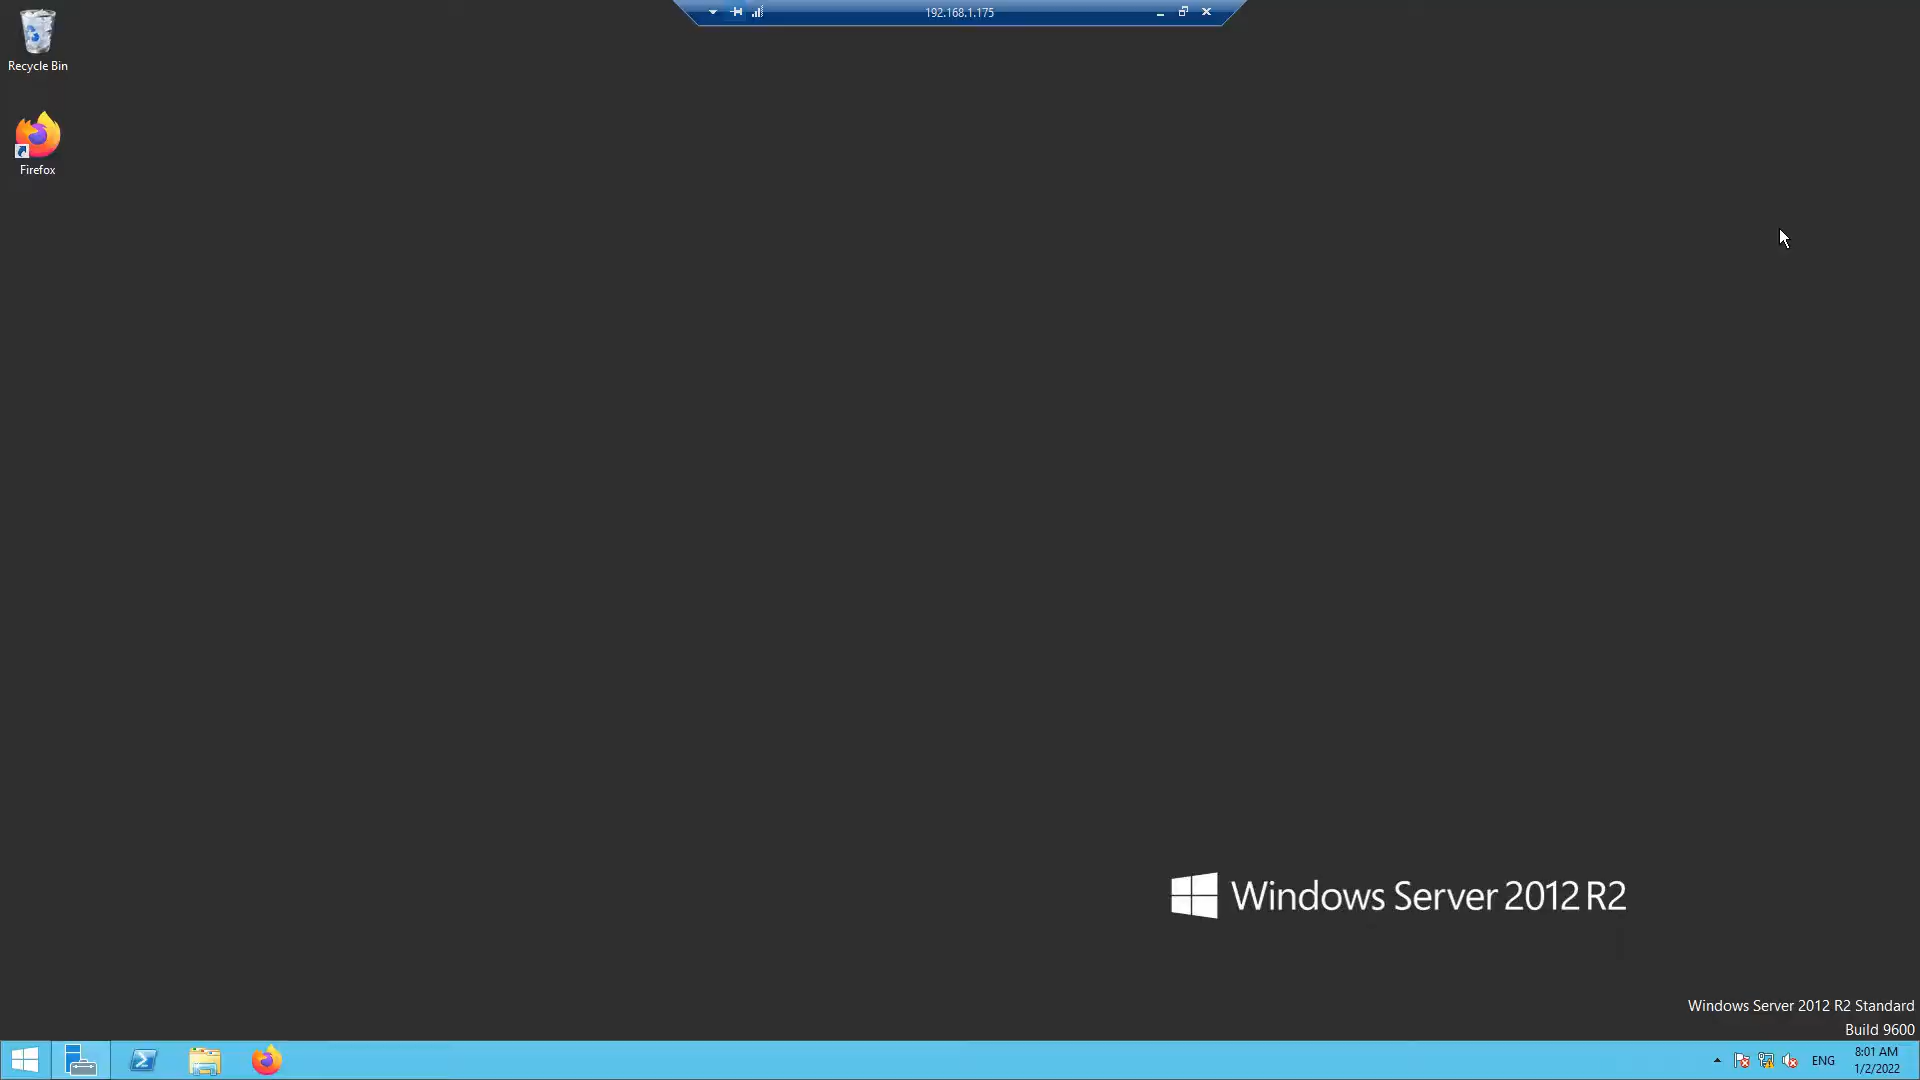 192.168.1.175
Recycle Bin
Firefox
Windows Server 2012 R2
Windows Server 2012 R2 Standard
Build 9600
ENG
8:01 AM
1/2/2022